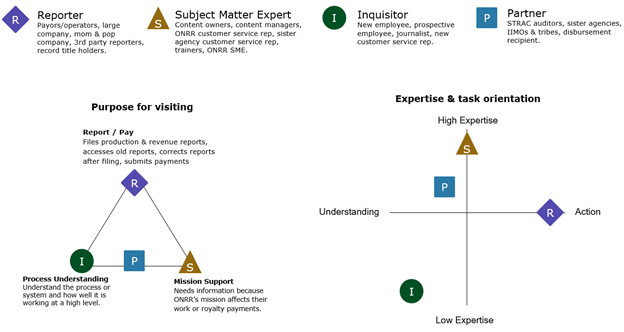 R
Reporter
Payors/operators, large
company, mom & pop
company, 3rd party reporters,
record title holders.
S
Subject Matter Expert
Content owners, content managers,
ONRR customer service rep, sister
agency customer service rep,
trainers, ONRR SME.
I
Inquisitor
New employee, prospective
employee, journalist, new
customer service rep.
P
Partner
STRAC auditors, sister agencies,
IIMOs & tribes, disbursement
recipient.
Purpose for visiting
Report / Pay
Files production & revenue reports,
accesses old reports, corrects reports
after filing, submits payments
R
I
P
S
Process Understanding
Understand the process or
system and how well it is
working at a high level.
Mission Support
Needs information because
ONRR's mission affects their
work or royalty payments.
Expertise & task orientation
High Expertise
S
P
Understanding
R
Action
I
Low Expertise